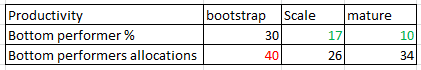 Productivity bootstrap Scale mature
Bottom performer % 30 17 10
Bottom performers allocations 40 26 34